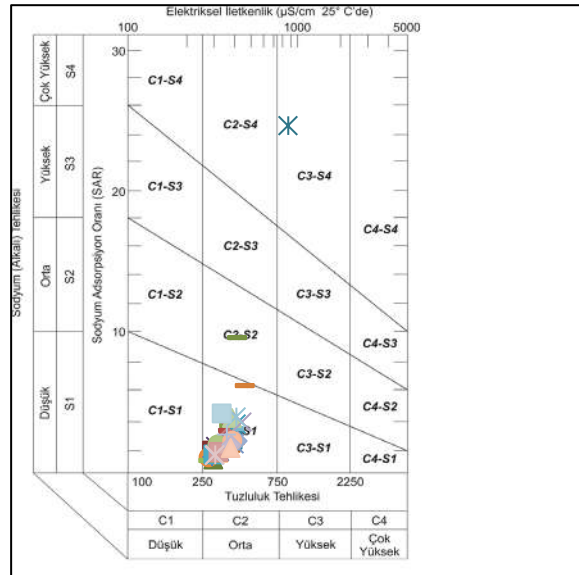 Elektriksel İletkenlik (µS/cm 25° C'de)
100 1000 5000
30
20
10
Sodyum (Alkali) Tehlikesi
Çok Yüksek
Yüksek
Orta
Düşük
S4
S3
S2
S1
Sodyum Adsorpsiyon Oranı (SAR)
C1-S4
C2-S4
C3-S4
C1-S3
C4-S4
C2-S3
C1-S2
C3-S3
C2-S2
C4-S3
C3-S2
C4-S2
C1-S1
C3-S1
C4-S1
100 250 750 2250
Tuzluluk Tehlikesi
C1 C2 C3 C4
Düşük Orta Yüksek Çok
Yüksek